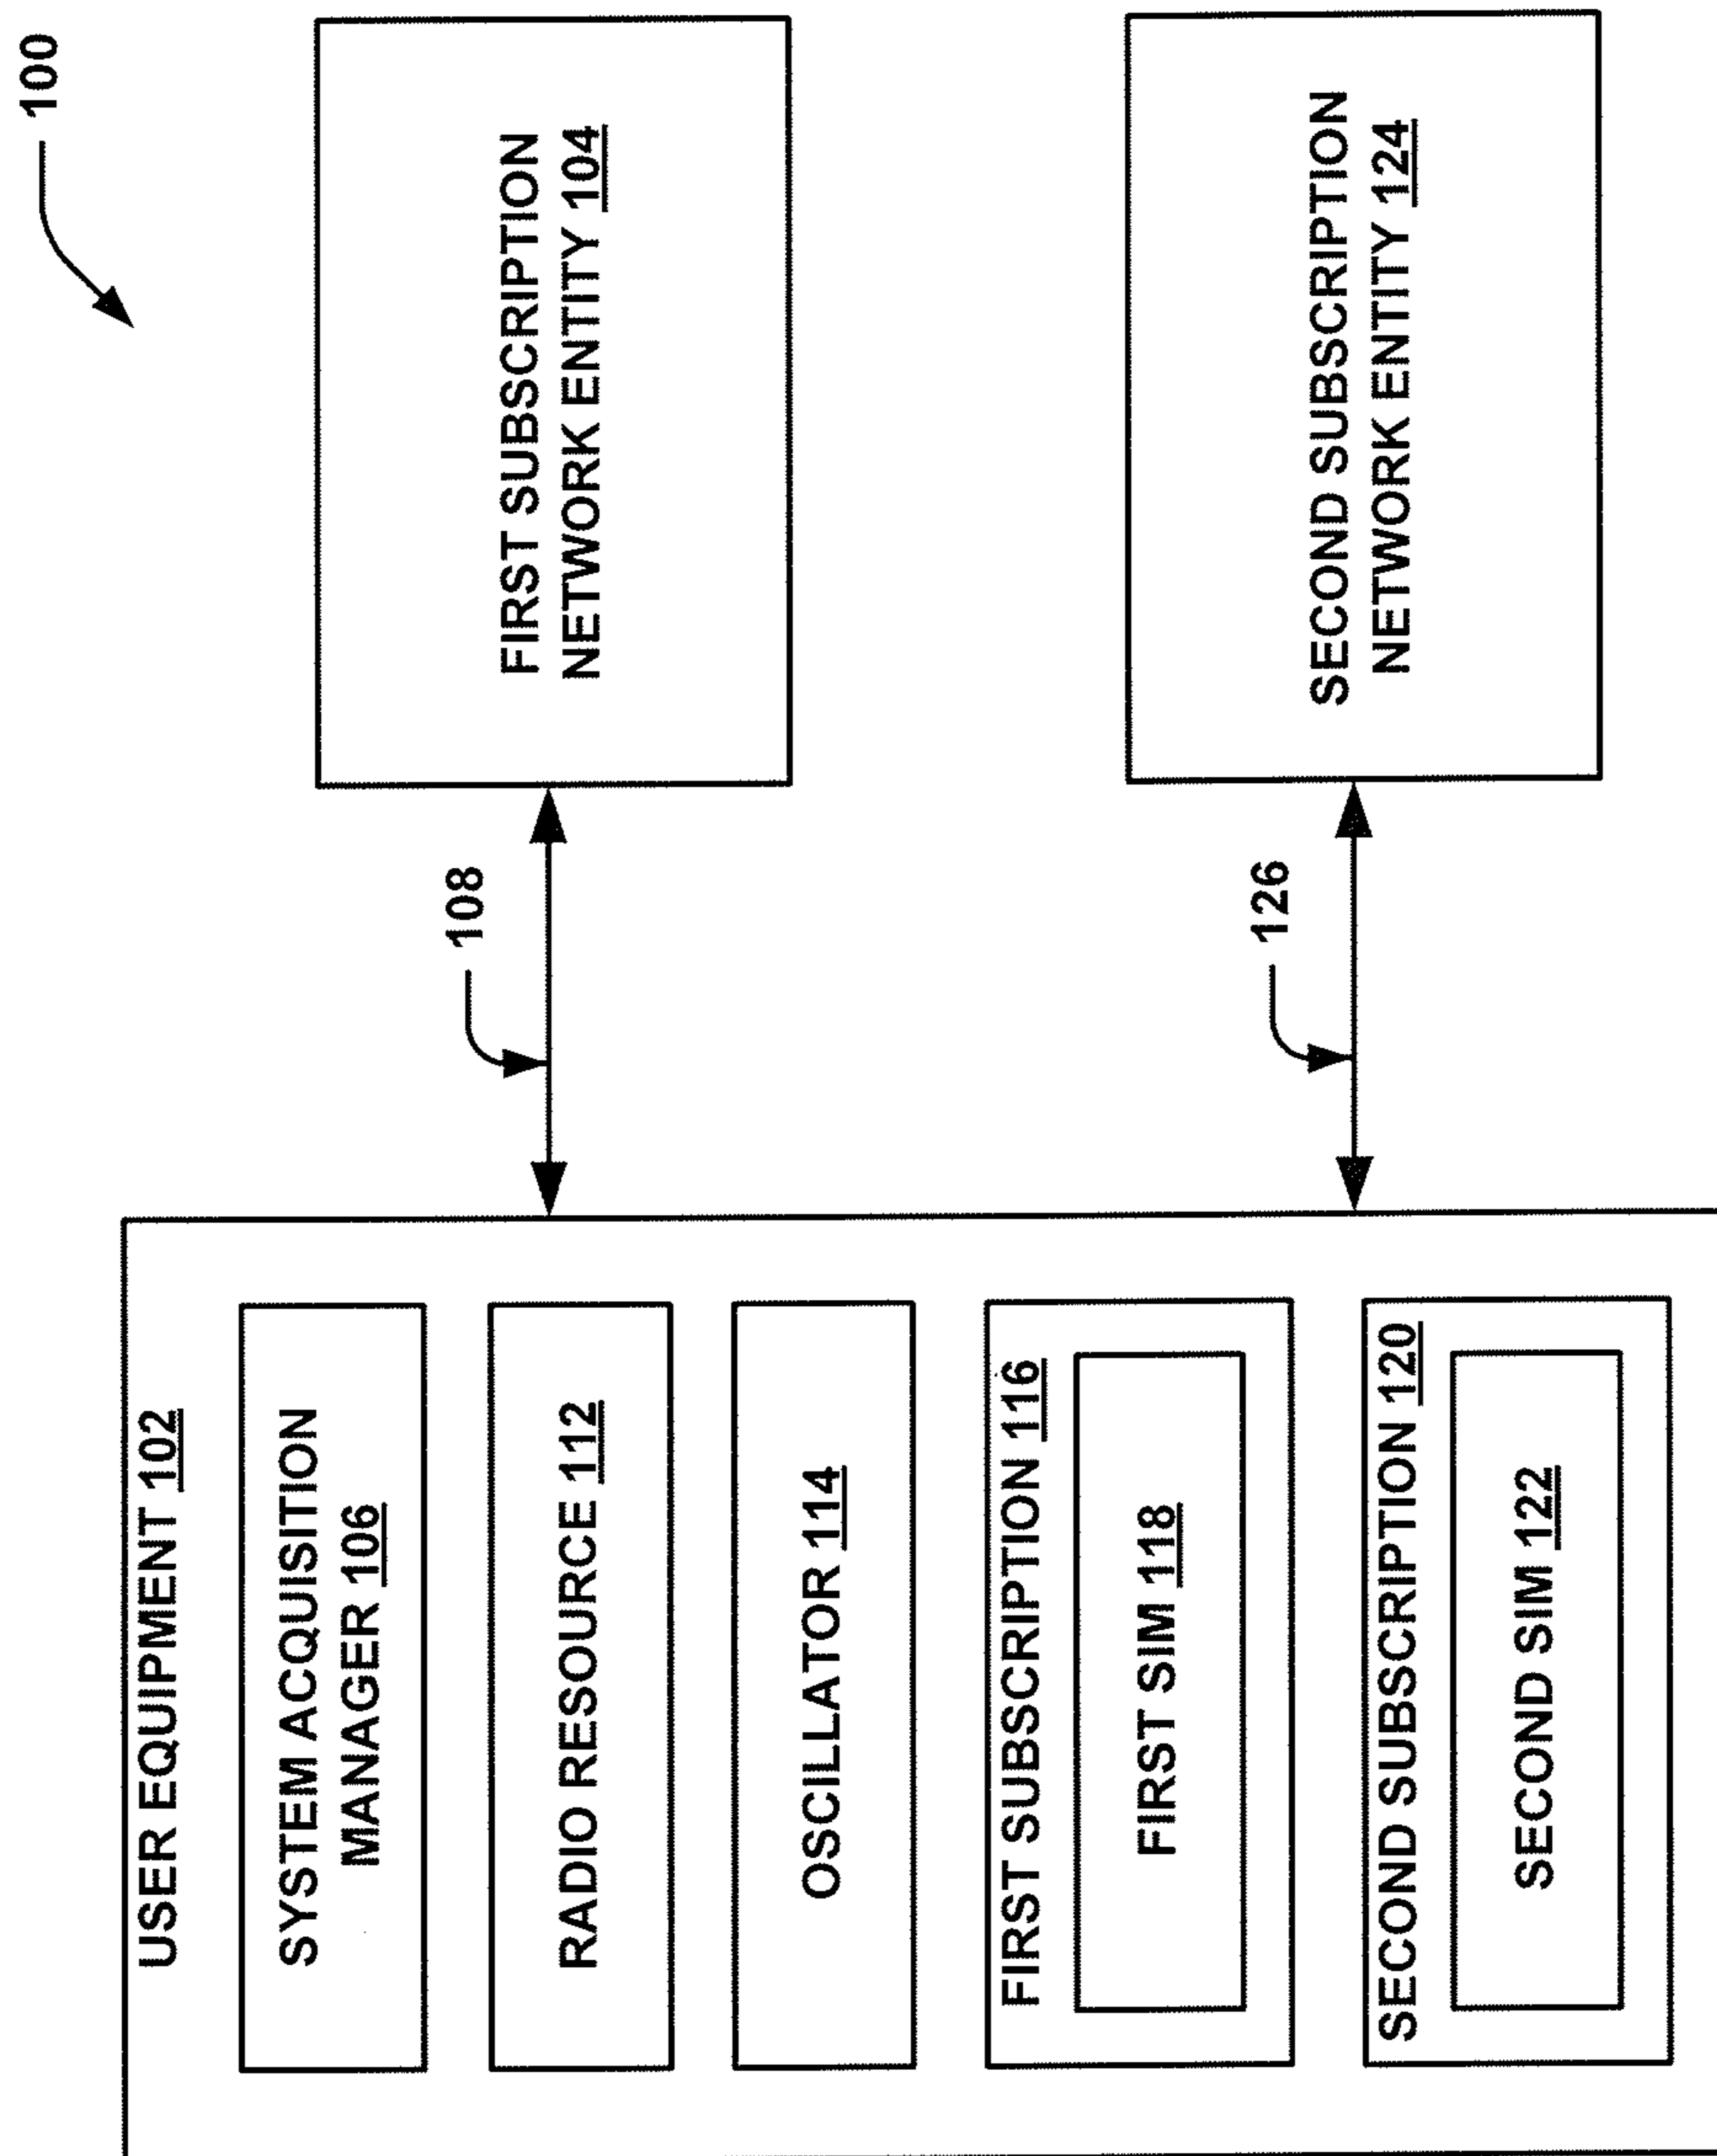 100
USER EQUIPMENT 102
SYSTEM ACQUISITION
MANAGER 106
RADIO RESOURCE 112
OSCILLATOR 114
FIRST SUBSCRIPTION 116
FIRST SIM 118
SECOND SUBSCRIPTION 120
SECOND SIM 122
108
126
FIRST SUBSCRIPTION
NETWORK ENTITY 104
SECOND SUBSCRIPTION
NETWORK ENTITY 124